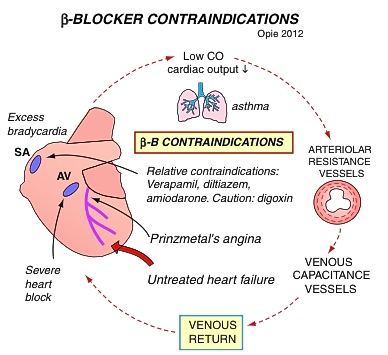 β-BLOCKER CONTRAINDICATIONS
Opie 2012
Low CO
cardiac output ↓
asthma
Excess
bradycardia
SA
AV
β-B CONTRAINDICATIONS
Relative contraindications:
Verapamil, diltiazem,
amiodarone. Caution: digoxin
ARTERIOLAR
RESISTANCE
VESSELS
Prinzmetal's angina
Severe
heart
block
Untreated heart failure
VENOUS
CAPACITANCE
VESSELS
VENOUS
RETURN